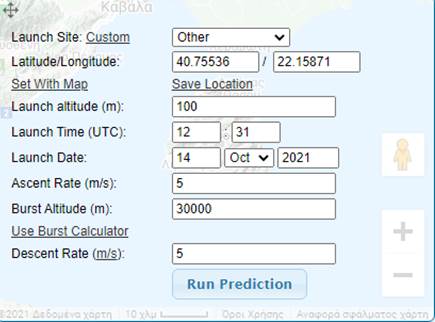 Καβάλα
Launch Site: Custom Other
Latitude/Longitude: 40.75536 / 22.15871
Set With Map Save Location
Launch altitude (m): 100
Launch Time (UTC): 12 : 31
Launch Date: 14 Oct 2021
Ascent Rate (m/s): 5
Burst Altitude (m): 30000
Use Burst Calculator
Descent Rate (m/s): 5
Run Prediction
©2021 Δεδομένα χάρτη 10 χλμ Όροι Χρήσης Αναφορά σφάλματος χάρτη